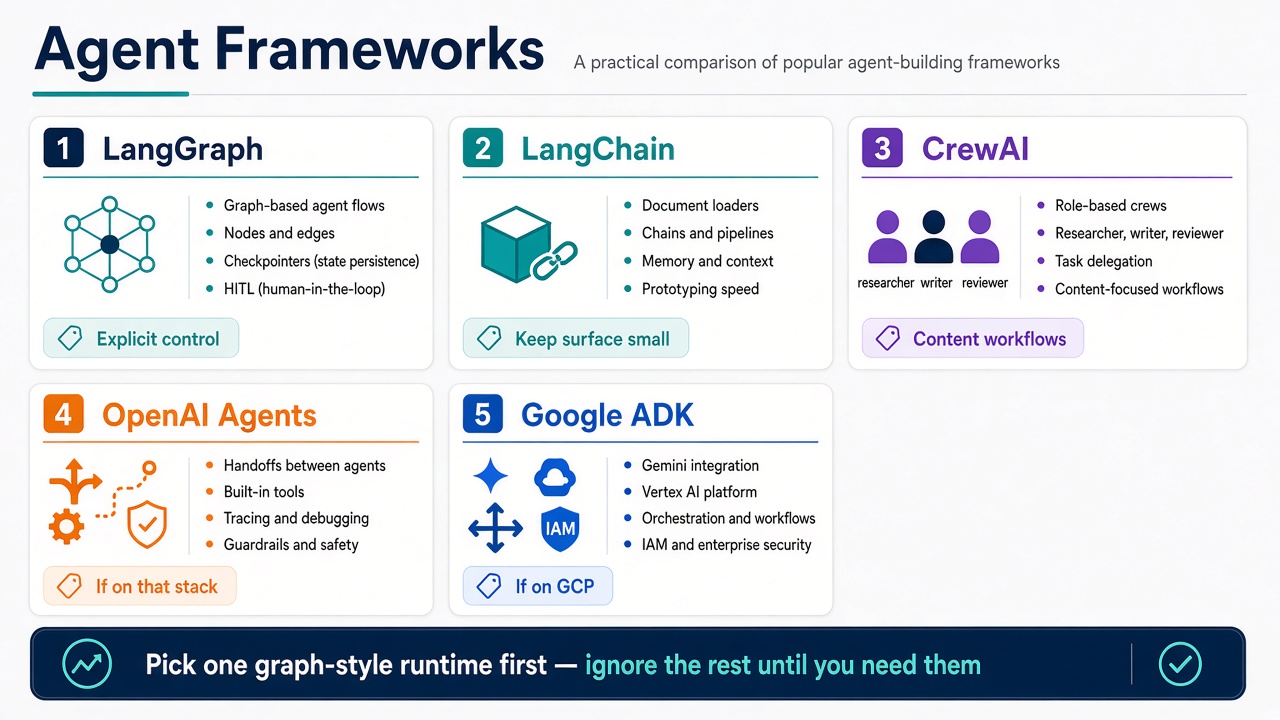 Agent Frameworks
A practical comparison of popular agent-building frameworks
1 LangGraph
Graph-based agent flows
Nodes and edges
Checkpointers (state persistence)
HITL (human-in-the-loop)
Explicit control
2 LangChain
Document loaders
Chains and pipelines
Memory and context
Prototyping speed
Keep surface small
3 CrewAI
researcher writer reviewer
Role-based crews
Researcher, writer, reviewer
Task delegation
Content-focused workflows
Content workflows
4 OpenAI Agents
Handoffs between agents
Built-in tools
Tracing and debugging
Guardrails and safety
If on that stack
5 Google ADK
IAM
Gemini integration
Vertex AI platform
Orchestration and workflows
IAM and enterprise security
If on GCP
Pick one graph-style runtime first — ignore the rest until you need them